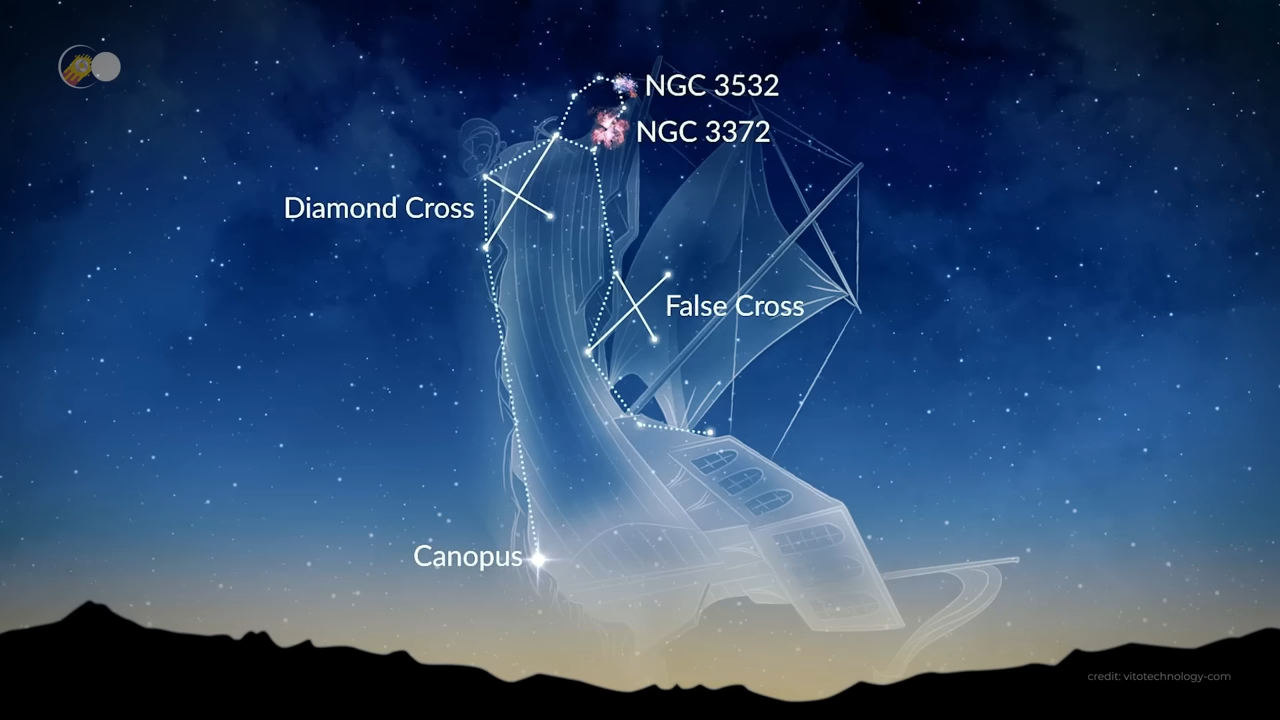 NGC 3532
NGC 3372
Diamond Cross
False Cross
Canopus
credit: vitotechnology-com